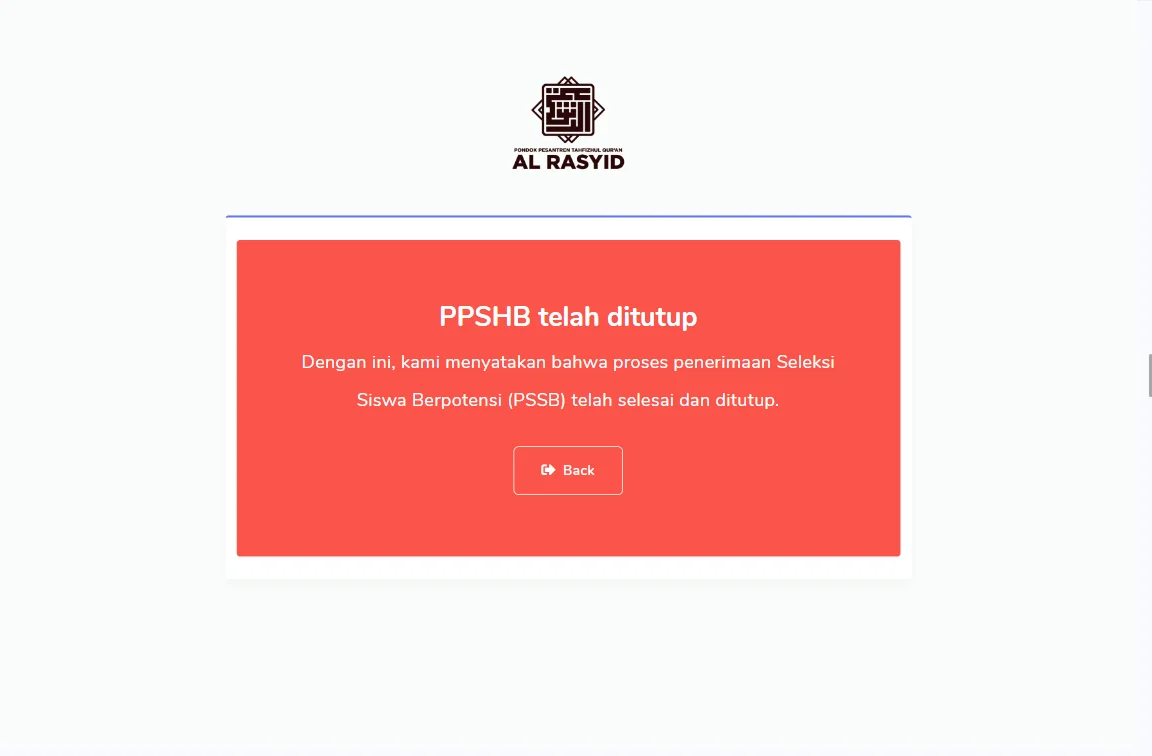 PONDOK PESANTREN TAHFIZHUL QUR'AN
AL RASYID
PPSHB telah ditutup
Dengan ini, kami menyatakan bahwa proses penerimaan Seleksi
Siswa Berpotensi (PSSB) telah selesai dan ditutup.
Back